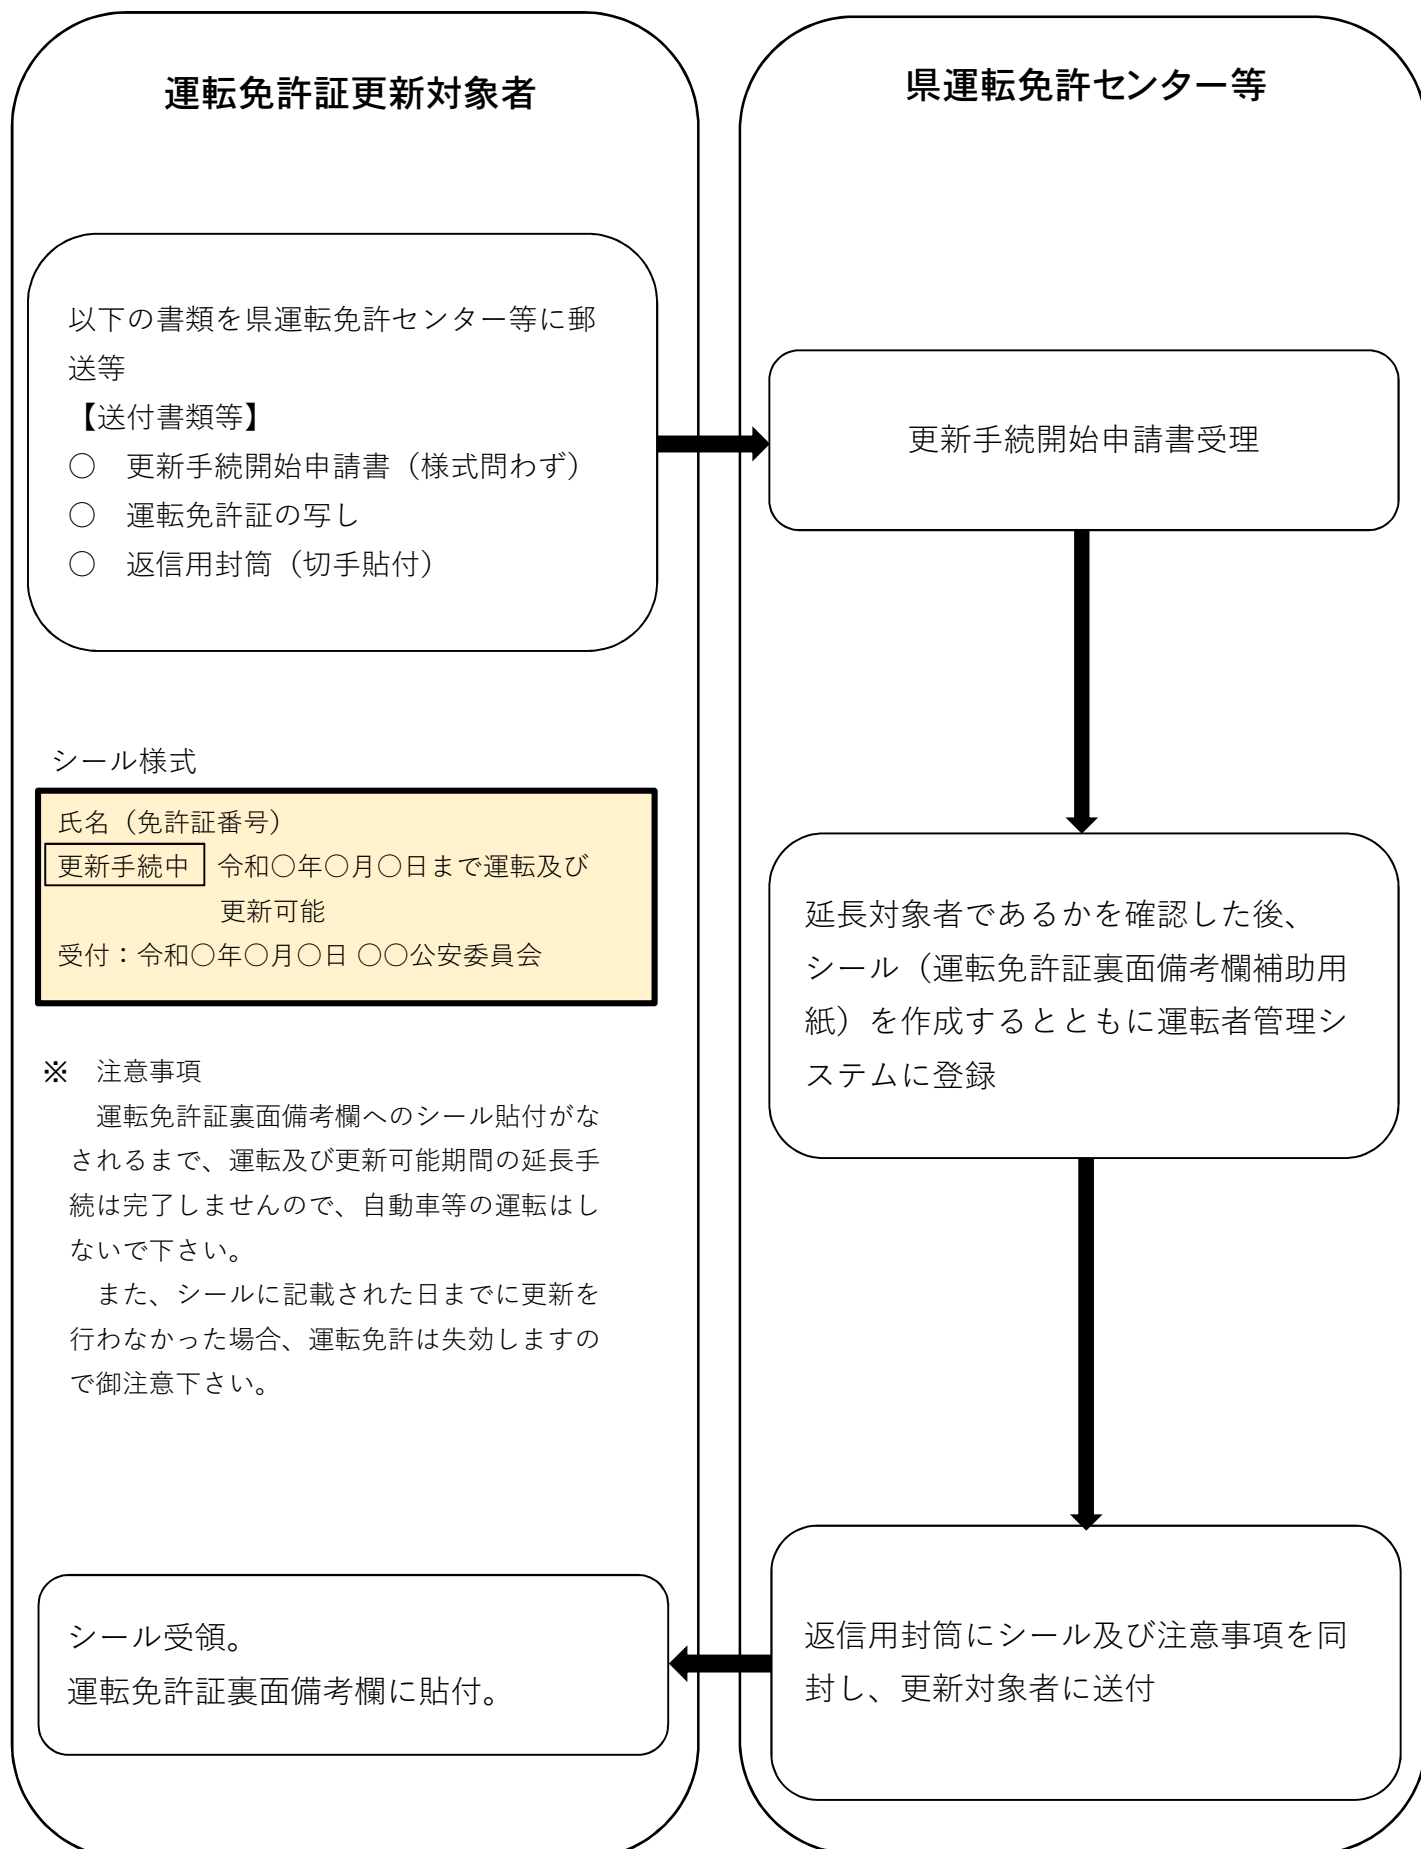 運転免許証更新対象者
以下の書類を県運転免許センター等に郵
送等
【送付書類等】
○　更新手続開始申請書（様式問わず）
○　運転免許証の写し
○　返信用封筒（切手貼付）
シール様式
氏名（免許証番号）
更新手続中　令和○年○月○日まで運転及び
更新可能
受付：令和○年○月○日 ○○公安委員会
※　注意事項
　運転免許証裏面備考欄へのシール貼付がな
されるまで、運転及び更新可能期間の延長手
続は完了しませんので、自動車等の運転はし
ないで下さい。
　また、シールに記載された日までに更新を
行わなかった場合、運転免許は失効しますの
で御注意下さい。
シール受領。
運転免許証裏面備考欄に貼付。
県運転免許センター等
更新手続開始申請書受理
延長対象者であるかを確認した後、
シール（運転免許証裏面備考欄補助用
紙）を作成するとともに運転者管理シ
ステムに登録
返信用封筒にシール及び注意事項を同
封し、更新対象者に送付